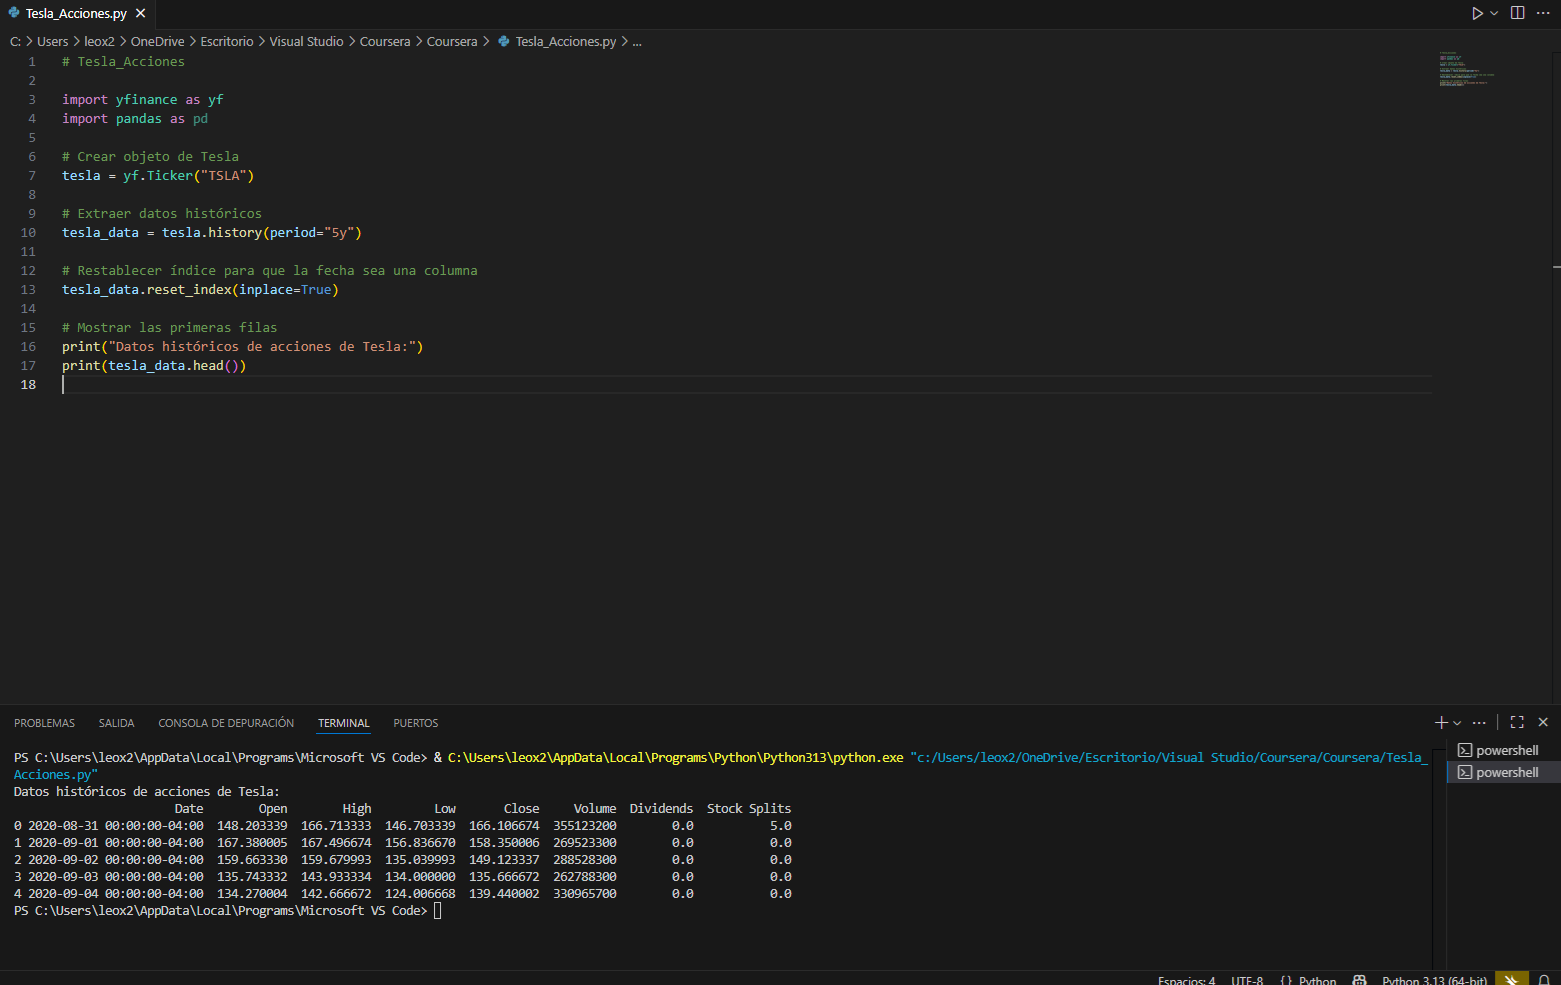 Tesla_Acciones.py
C: > Users > leox2 > OneDrive > Escritorio > Visual Studio > Coursera > Coursera > Tesla_Acciones.py > ...
1 # Tesla_Acciones
2
3 import yfinance as yf
4 import pandas as pd
5
6 # Crear objeto de Tesla
7 tesla = yf.Ticker("TSLA")
8
9 # Extraer datos históricos
10 tesla_data = tesla.history(period="5y")
11
12 # Restablecer índice para que la fecha sea una columna
13 tesla_data.reset_index(inplace=True)
14
15 # Mostrar las primeras filas
16 print("Datos históricos de acciones de Tesla:")
17 print(tesla_data.head())
18
PROBLEMAS SALIDA CONSOLA DE DEPURACIÓN TERMINAL PUERTOS
PS C:\Users\leox2\AppData\Local\Programs\Microsoft VS Code> & C:\Users\leox2\AppData\Local\Programs\Python\Python313\python.exe "c:/Users/leox2/OneDrive/Escritorio/Visual Studio/Coursera/Coursera/Tesla_
Acciones.py"
Datos históricos de acciones de Tesla:
Date Open High Low Close Volume Dividends Stock Splits
0 2020-08-31 00:00:00-04:00 148.203339 166.713333 146.703339 166.106674 355123200 0.0 5.0
1 2020-09-01 00:00:00-04:00 167.380005 167.496674 156.836670 158.350006 269523300 0.0 0.0
2 2020-09-02 00:00:00-04:00 159.663330 159.679993 135.039993 149.123337 288528300 0.0 0.0
3 2020-09-03 00:00:00-04:00 135.743332 143.933334 134.000000 135.666672 262788300 0.0 0.0
4 2020-09-04 00:00:00-04:00 134.270004 142.666672 124.006668 139.440002 330965700 0.0 0.0
PS C:\Users\leox2\AppData\Local\Programs\Microsoft VS Code>
powershell
powershell
Espacios: 4 UTF-8 {} Python Python 3.13 (64-bit)